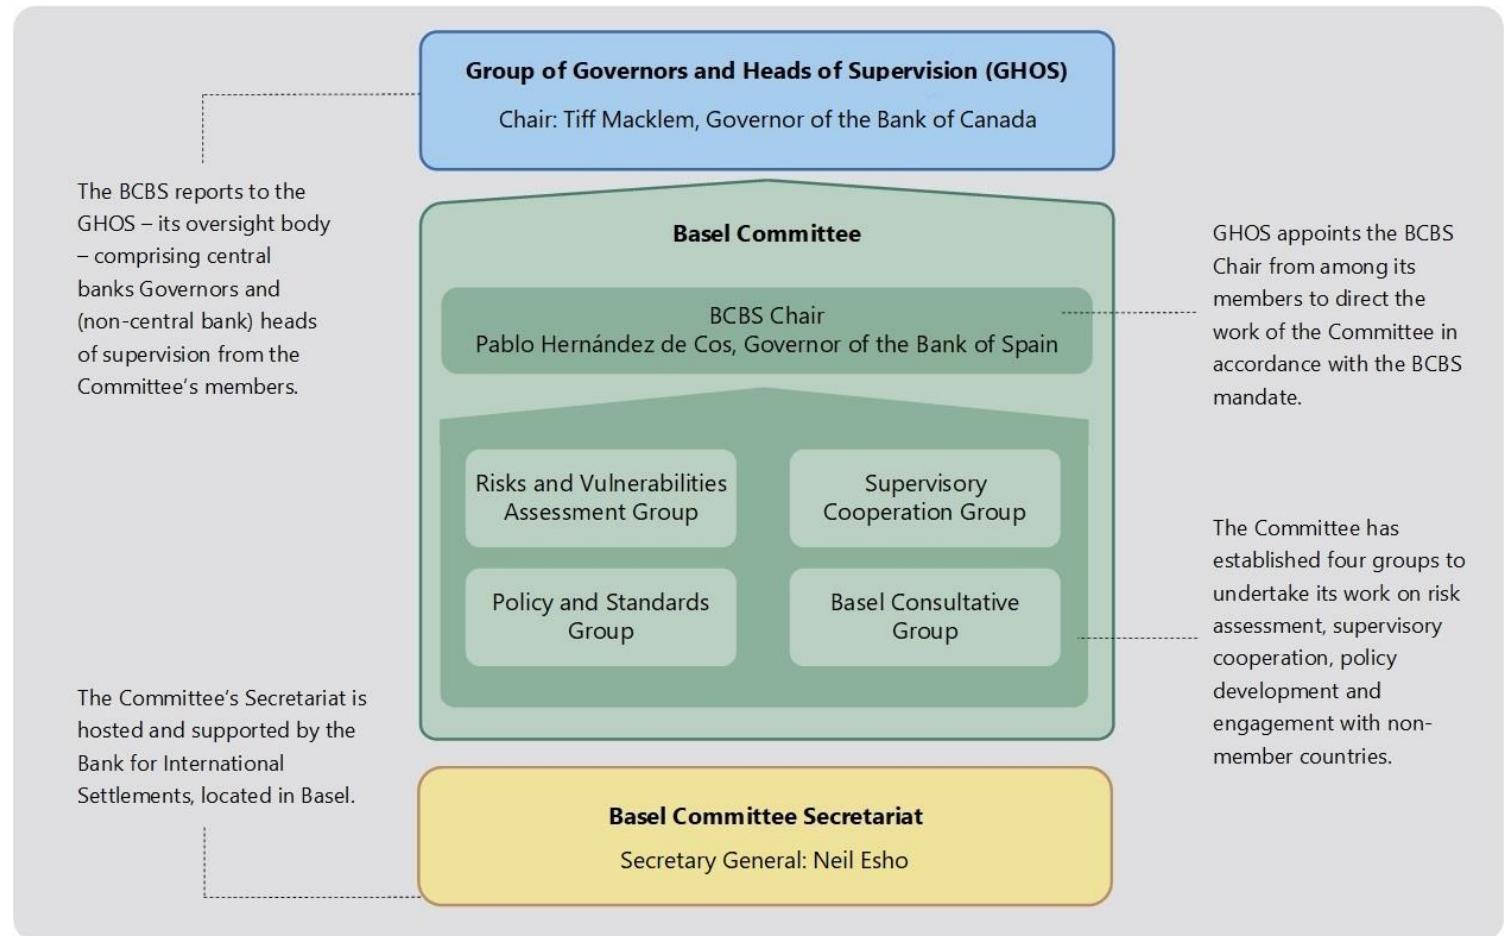 Group of Governors and Heads of Supervision (GHOS)
Chair: Tiff Macklem, Governor of the Bank of Canada
The BCBS reports to the
GHOS – its oversight body
– comprising central
banks Governors and
(non-central bank) heads
of supervision from the
Committee's members.
Basel Committee
BCBS Chair
Pablo Hernández de Cos, Governor of the Bank of Spain
GHOS appoints the BCBS
Chair from among its
members to direct the
work of the Committee in
accordance with the BCBS
mandate.
Risks and Vulnerabilities
Assessment Group
Supervisory
Cooperation Group
Policy and Standards
Group
Basel Consultative
Group
The Committee has
established four groups to
undertake its work on risk
assessment, supervisory
cooperation, policy
development and
engagement with non-
member countries.
The Committee's Secretariat is
hosted and supported by the
Bank for International
Settlements, located in Basel.
Basel Committee Secretariat
Secretary General: Neil Esho